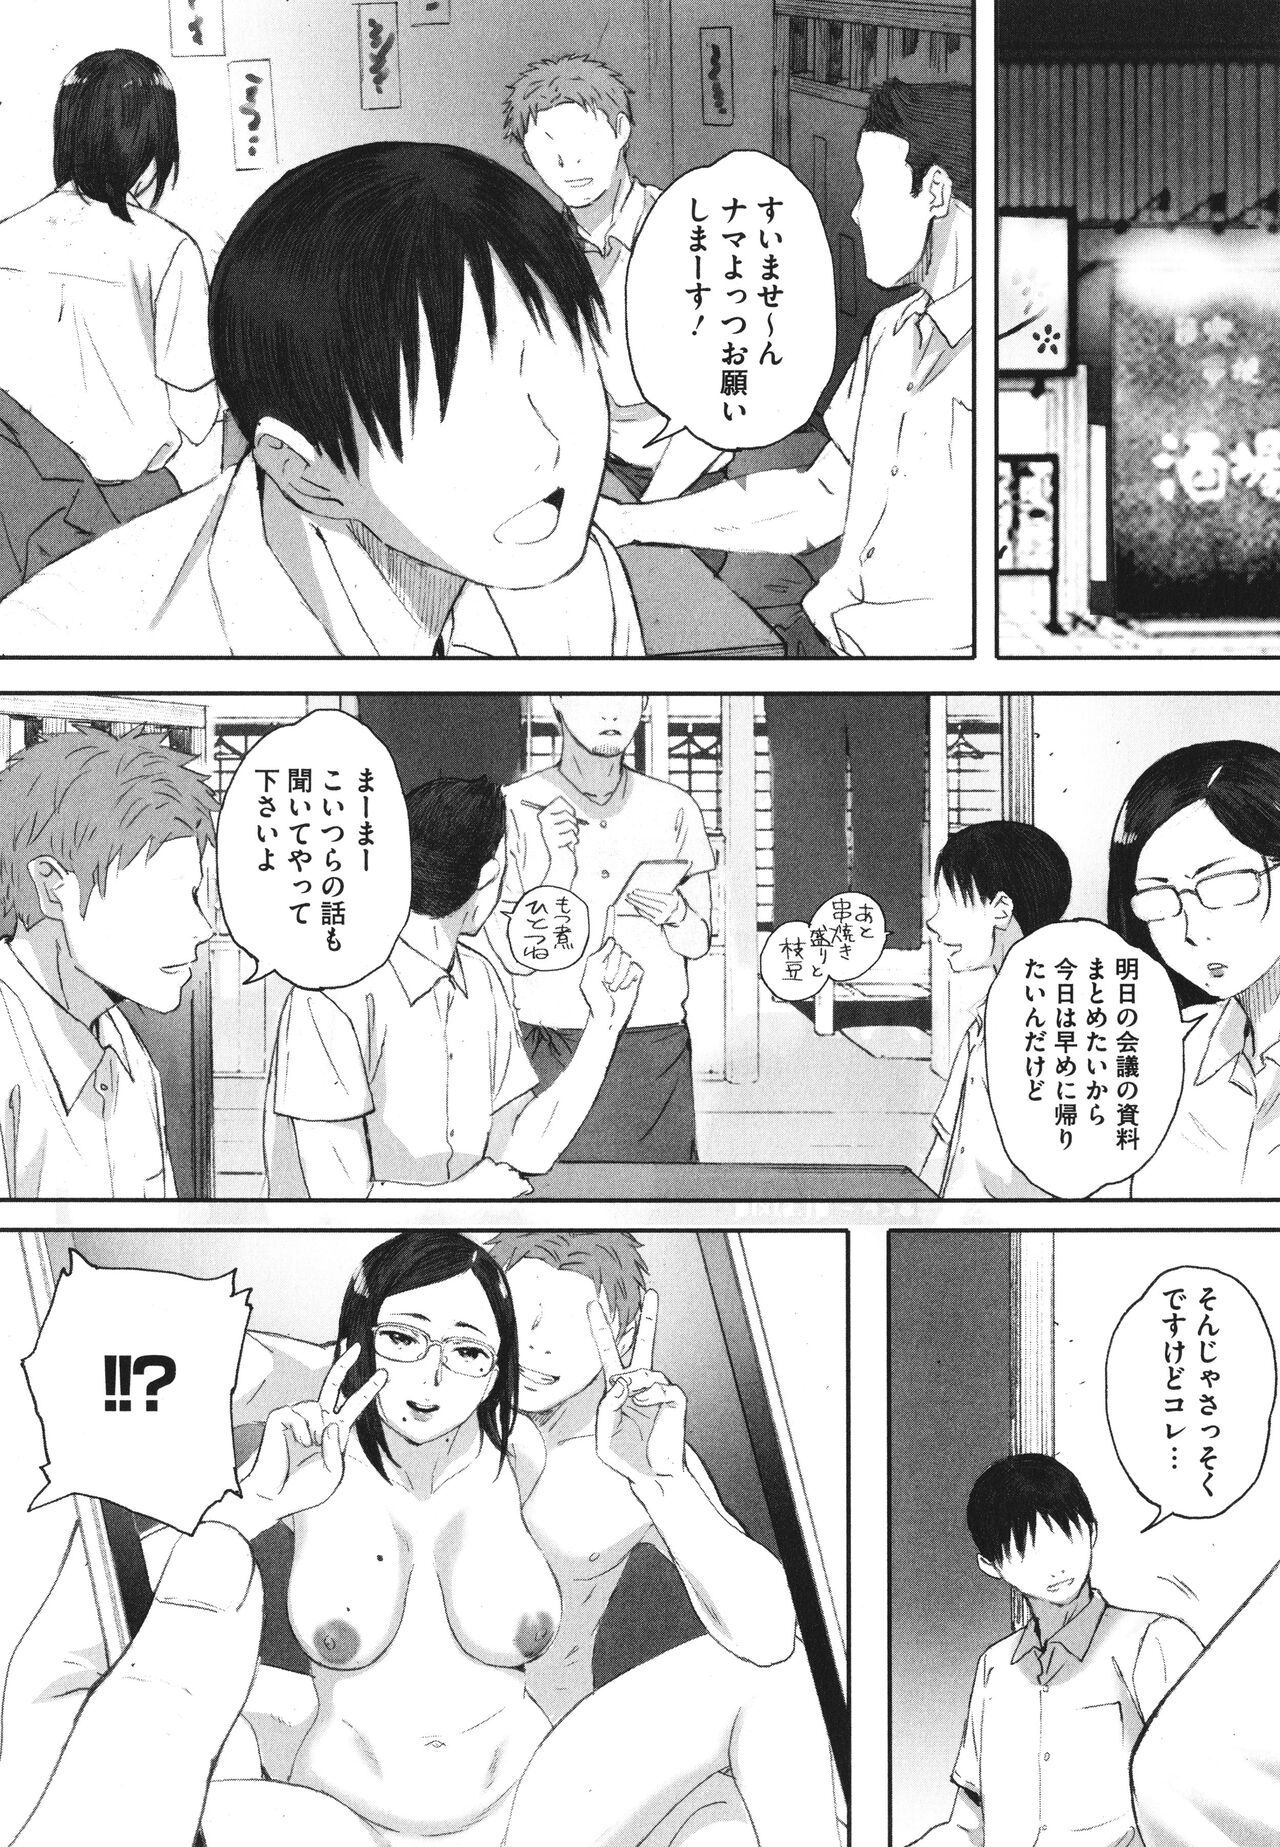 酒場
すいませ〜ん
ナマよっつお願い
しまーす!
明日の会議の資料
まとめたいから
今日は早めに帰り
たいんだけど
あと
串焼き
盛りと
枝豆
もつ煮
ひとつね
まーまー
こいつらの話も
聞いてやって
下さいよ
そんじゃさっそく
ですけどコレ…
!!?